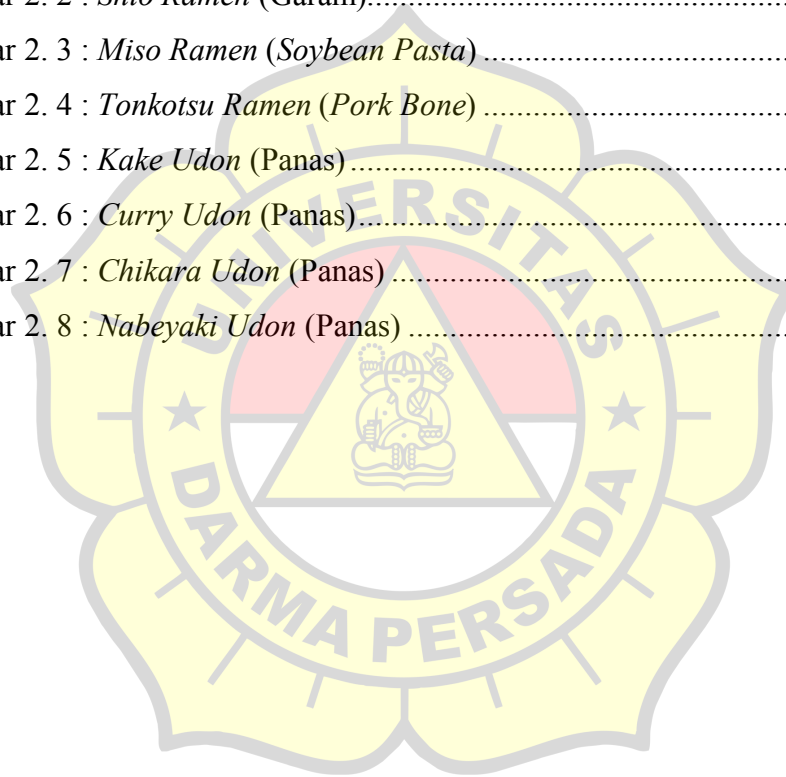 ar 2. 2 : Shio Ramen (Garam)..........................................................
ar 2. 3 : Miso Ramen (Soybean Pasta) ..........................................
ar 2. 4 : Tonkotsu Ramen (Pork Bone) ..........................................
ar 2. 5 : Kake Udon (Panas) ..............................................................
ar 2. 6 : Curry Udon (Panas) ............................................................
ar 2. 7 : Chikara Udon (Panas) ........................................................
ar 2. 8 : Nabeyaki Udon (Panas) .....................................................
UNIVERSITAS
DARMA PERSADA